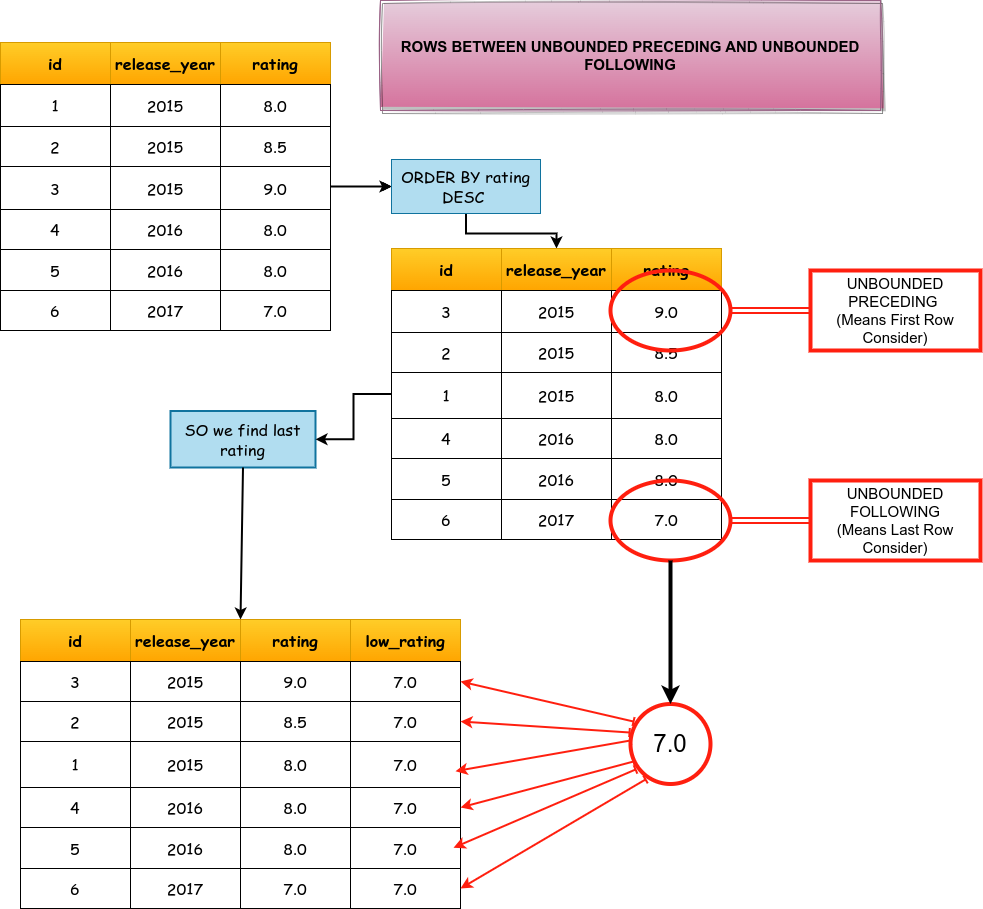 ROWS BETWEEN UNBOUNDED PRECEDING AND UNBOUNDED
FOLLOWING
id release_year rating
1 2015 8.0
2 2015 8.5
3 2015 9.0
4 2016 8.0
5 2016 8.0
6 2017 7.0
ORDER BY rating
DESC
id release_year rating
3 2015 9.0
2 2015 8.5
1 2015 8.0
4 2016 8.0
5 2016 8.0
6 2017 7.0
UNBOUNDED
PRECEDING
(Means First Row
Consider)
SO we find last
rating
UNBOUNDED
FOLLOWING
(Means Last Row
Consider)
id release_year rating low_rating
3 2015 9.0 7.0
2 2015 8.5 7.0
1 2015 8.0 7.0
4 2016 8.0 7.0
5 2016 8.0 7.0
6 2017 7.0 7.0
7.0